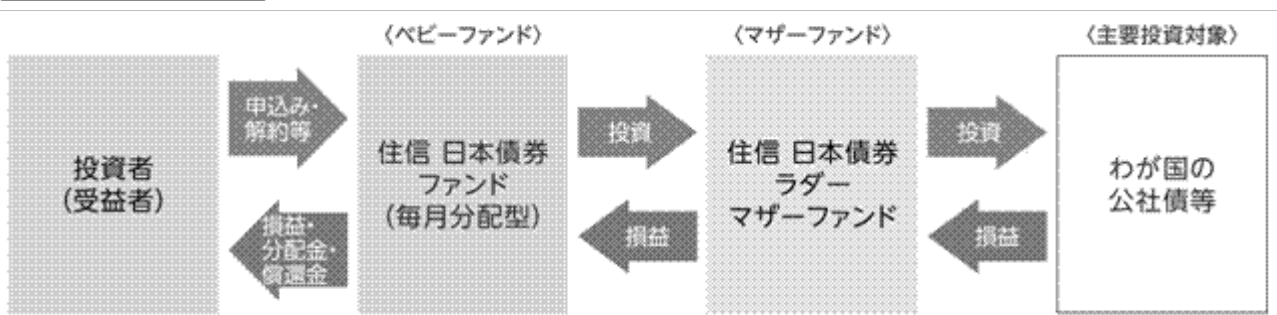 〈ベビーファンド〉
〈マザーファンド〉
〈主要投資対象〉
投資者
(受益者)
申込み・
解約等
損益・
分配金・
償還金
住信 日本債券
ファンド
(毎月分配型)
投資
損益
住信 日本債券
ラダー
マザーファンド
投資
損益
わが国の
公社債等